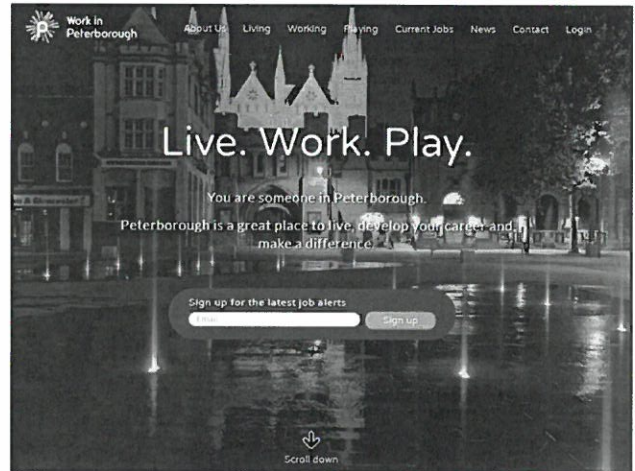 Work in
Peterborough
About Us Living Working Playing Current Jobs News Contact Login
Live. Work. Play.
You are someone in Peterborough.
Peterborough is a great place to live, develop your career and
make a difference
Sign up for the latest job alerts
Email
Sign up
Scroll down